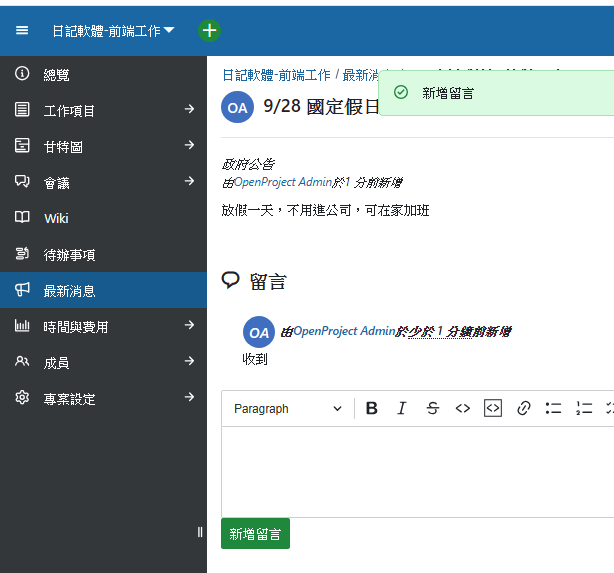 日記軟體-前端工作
總覽
工作項目
甘特圖
會議
Wiki
待辦事項
最新消息
時間與費用
成員
專案設定
日記軟體-前端工作 / 最新消
新增留言
OA 9/28 國定假日
政府公告
由OpenProject Admin於1 分前新增
放假一天，不用進公司，可在家加班
留言
OA 由OpenProject Admin於少於 1 分鐘前新增
收到
Paragraph B I S
新增留言